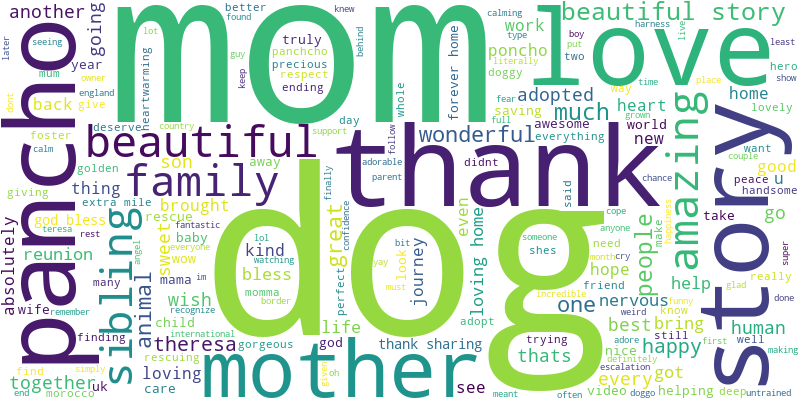 mom
love
dog
thank
story
pancho
beautiful
family
mother
sibling
amazing
beautiful story
another
going
year
mum
england
back
give
foster
calm
golden
thing
extra mile
giving
god bless
teresa
rest
reunion
absolutely
wife
many
remember
finding
find
together
uk
simply
end
morocco
later
seeing
owner
dont
heartwarming
deserve
country
lot
better
found
truly
knew
panchcho
precious
respect
ending
guy
keep
support
day
whole
behind
follow
parent
adorable
calming
type
literally
doggy
forever home
work
poncho
harness
boy
put
two
live
least
hero
show
adopted
saving
fear
full
much
way
time
place
heart
home
lovely
grown
wonderful
awesome
everything
world
new
want
couple
good
didnt
said
chance
peace
u
handsome
son
away
brought
rescue
fantastic
baby
sweet
wow
animal
mama
im
recognize
wish
child
international
theresa
rescuing
gorgeous
loving
care
lol
everyone
watching
kind
bless
momma
border
angel
great
finally
confidence
perfect
life
god
given
oh
yay
bit
look
must
journey
thank sharing
adopt
loving home
even
see
meant
someone
shes
cope
anyone
need
month
cry
make
hope
people
incredible
friend
help
one
nervous
weird
funny
know
trying
thats
adore
best
bring
still
nice
definitely
happy
every
got
escalation
video
helping
often
doggo
deep
untrained
happiness
take
go
really
glad
super
human
first
well
done
making